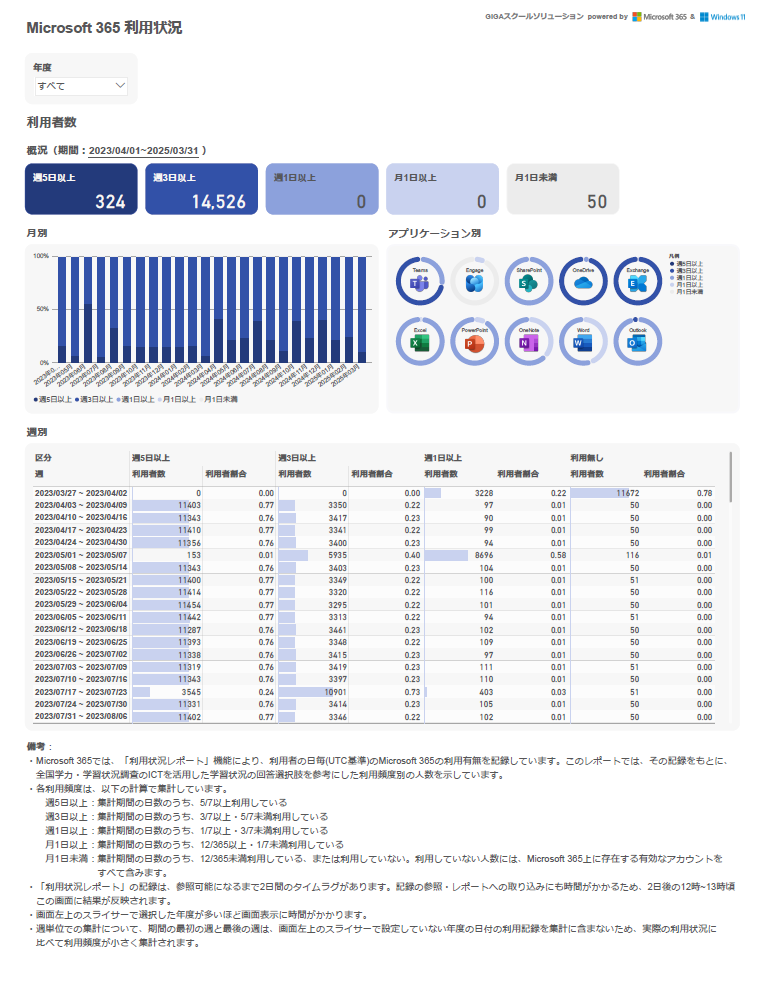 Microsoft 365 利用状況
GIGAスクールソリューション powered by Microsoft 365 & Windows 11
年度
すべて
利用者数
概況（期間：2023/04/01~2025/03/31 ）
週5日以上 週3日以上 週1日以上 月1日以上 月1日未満
324 14,526 0 0 50
月別
100%
50%
0%
2023年0... 2023年05月 2023年06月 2023年07月 2023年08月 2023年09月 2023年10月 2023年11月 2023年12月 2024年01月 2024年02月 2024年03月 2024年04月 2024年05月 2024年06月 2024年07月 2024年08月 2024年09月 2024年10月 2024年11月 2024年12月 2025年01月 2025年02月 2025年03月
週5日以上 週3日以上 週1日以上 月1日以上 月1日未満
アプリケーション別
Teams Engage SharePoint OneDrive Exchange
Excel PowerPoint OneNote Word Outlook
凡例
週5日以上
週3日以上
週1日以上
月1日以上
月1日未満
週別
区分 週5日以上 週3日以上 週1日以上 利用無し
週 利用者数 利用者割合 利用者数 利用者割合 利用者数 利用者割合 利用者数 利用者割合
2023/03/27 ~ 2023/04/02 0 0.00 0 0.00 3228 0.22 11672 0.78
2023/04/03 ~ 2023/04/09 11403 0.77 3350 0.22 97 0.01 50 0.00
2023/04/10 ~ 2023/04/16 11343 0.76 3417 0.23 90 0.01 50 0.00
2023/04/17 ~ 2023/04/23 11410 0.77 3341 0.22 99 0.01 50 0.00
2023/04/24 ~ 2023/04/30 11356 0.76 3400 0.23 94 0.01 50 0.00
2023/05/01 ~ 2023/05/07 153 0.01 5935 0.40 8696 0.58 116 0.01
2023/05/08 ~ 2023/05/14 11343 0.76 3403 0.23 104 0.01 50 0.00
2023/05/15 ~ 2023/05/21 11400 0.77 3349 0.22 100 0.01 51 0.00
2023/05/22 ~ 2023/05/28 11414 0.77 3320 0.22 116 0.01 50 0.00
2023/05/29 ~ 2023/06/04 11454 0.77 3295 0.22 101 0.01 50 0.00
2023/06/05 ~ 2023/06/11 11442 0.77 3313 0.22 94 0.01 51 0.00
2023/06/12 ~ 2023/06/18 11287 0.76 3461 0.23 102 0.01 50 0.00
2023/06/19 ~ 2023/06/25 11393 0.76 3348 0.22 109 0.01 50 0.00
2023/06/26 ~ 2023/07/02 11338 0.76 3415 0.23 97 0.01 50 0.00
2023/07/03 ~ 2023/07/09 11319 0.76 3419 0.23 111 0.01 51 0.00
2023/07/10 ~ 2023/07/16 11343 0.76 3397 0.23 110 0.01 50 0.00
2023/07/17 ~ 2023/07/23 3545 0.24 10901 0.73 403 0.03 51 0.00
2023/07/24 ~ 2023/07/30 11331 0.76 3414 0.23 105 0.01 50 0.00
2023/07/31 ~ 2023/08/06 11402 0.77 3346 0.22 102 0.01 50 0.00
備考：
・Microsoft 365では、「利用状況レポート」機能により、利用者の日毎(UTC基準)のMicrosoft 365の利用有無を記録しています。このレポートでは、その記録をもとに、
全国学力・学習状況調査のICTを活用した学習状況の回答選択肢を参考にした利用頻度別の人数を示しています。
・各利用頻度は、以下の計算で集計しています。
週5日以上：集計期間の日数のうち、5/7以上利用している
週3日以上：集計期間の日数のうち、3/7以上・5/7未満利用している
週1日以上：集計期間の日数のうち、1/7以上・3/7未満利用している
月1日以上：集計期間の日数のうち、12/365以上・1/7未満利用している
月1日未満：集計期間の日数のうち、12/365未満利用している、または利用していない。利用していない人数には、Microsoft 365上に存在する有効なアカウントを
すべて含みます。
・「利用状況レポート」の記録は、参照可能になるまで2日間のタイムラグがあります。記録の参照・レポートへの取り込みにも時間がかかるため、2日後の12時~13時頃
この画面に結果が反映されます。
・画面左上のスライサーで選択した年度が多いほど画面表示に時間がかかります。
・週単位での集計について、期間の最初の週と最後の週は、画面左上のスライサーで設定していない年度の日付の利用記録を集計に含まないため、実際の利用状況に
比べて利用頻度が小さく集計されます。